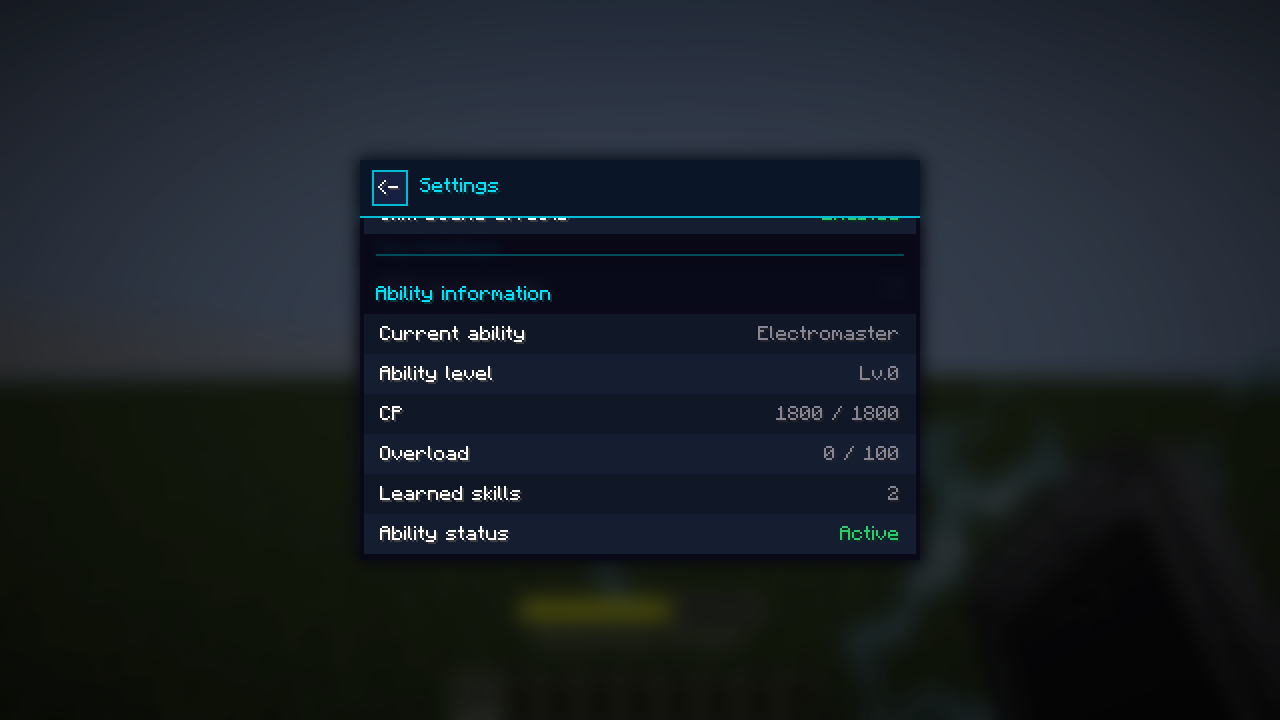 <- Settings
Ability information
Current ability Electromaster
Ability level Lv.0
CP 1800 / 1800
Overload 0 / 100
Learned skills 2
Ability status Active